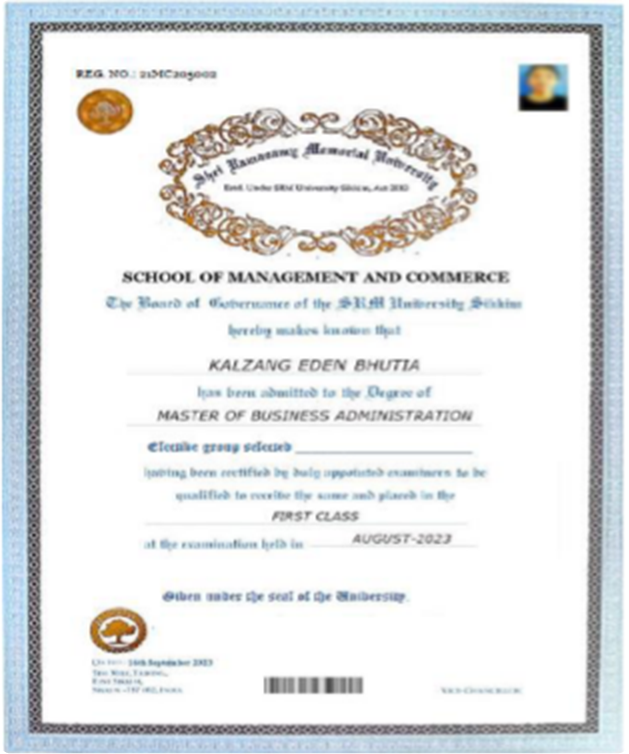 REG. NO.: 21MC205002
Shri Ramasamy Memorial University
Estd. Under SRM University Sikkim, Act 2013
SCHOOL OF MANAGEMENT AND COMMERCE
The Board of Governance of the SRM University Sikkim
hereby makes known that
KALZANG EDEN BHUTIA
has been admitted to the Degree of
MASTER OF BUSINESS ADMINISTRATION
Elective group selected
having been certified by duly appointed examiners to be
qualified to receive the same and placed in the
FIRST CLASS
at the examination held in AUGUST-2023
Given under the seal of the University.
16th September 2023
VICE-CHANCELLOR